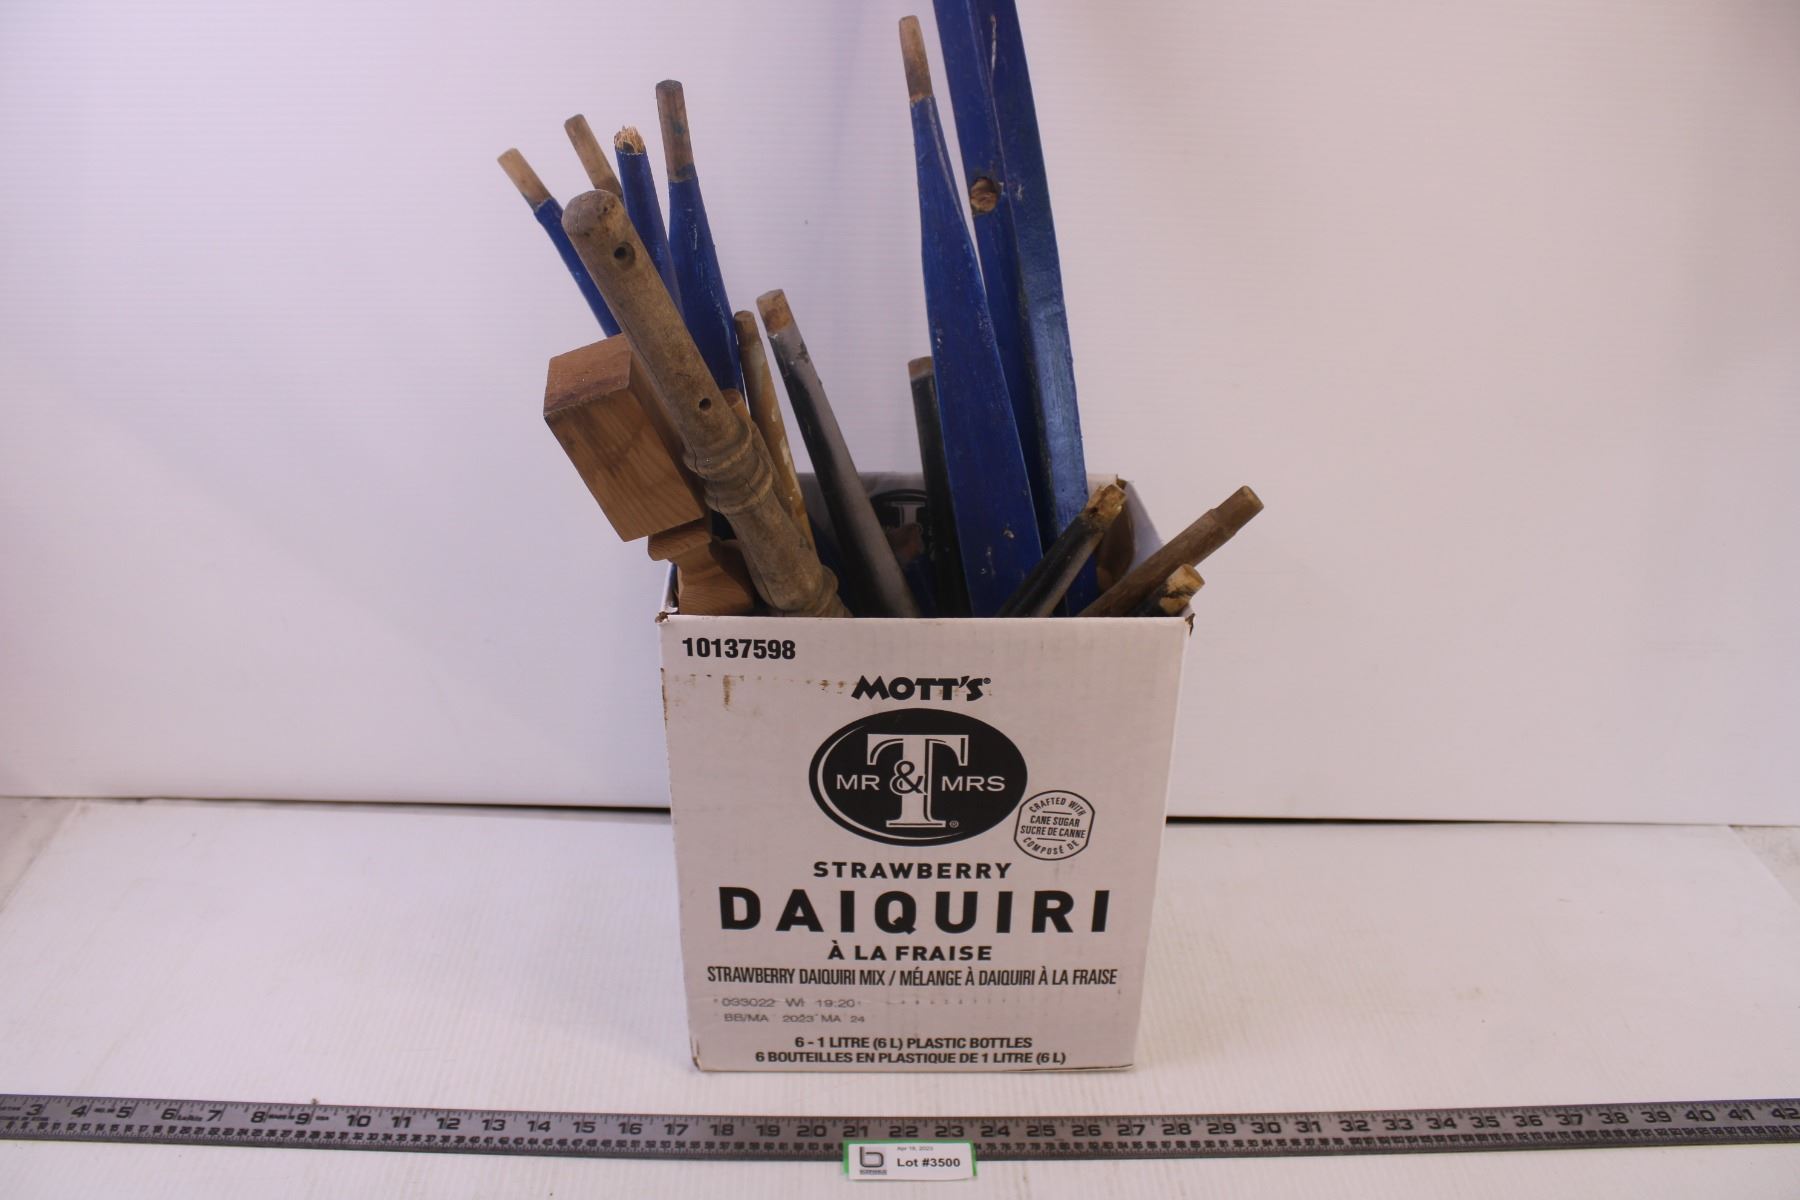 10137598
MOTT'S®
MR & MRS
T®
CRAFTED WITH
CANE SUGAR
SUCRE DE CANNE
COMPOSÉ DE
STRAWBERRY
DAIQUIRI
À LA FRAISE
STRAWBERRY DAIQUIRI MIX / MÉLANGE À DAIQUIRI À LA FRAISE
033022 WI 19:20
BB/MA 2023 MA 24
6 - 1 LITRE (6 L) PLASTIC BOTTLES
6 BOUTEILLES EN PLASTIQUE DE 1 LITRE (6 L)
3 4 5 6 7 8 9 10 11 12 13 14 15 16 17 18 19 20 21 22 23 24 25 26 27 28 29 30 31 32 33 34 35 36 37 38 39 40 41 42
Apr 19, 2023
b Lot #3500